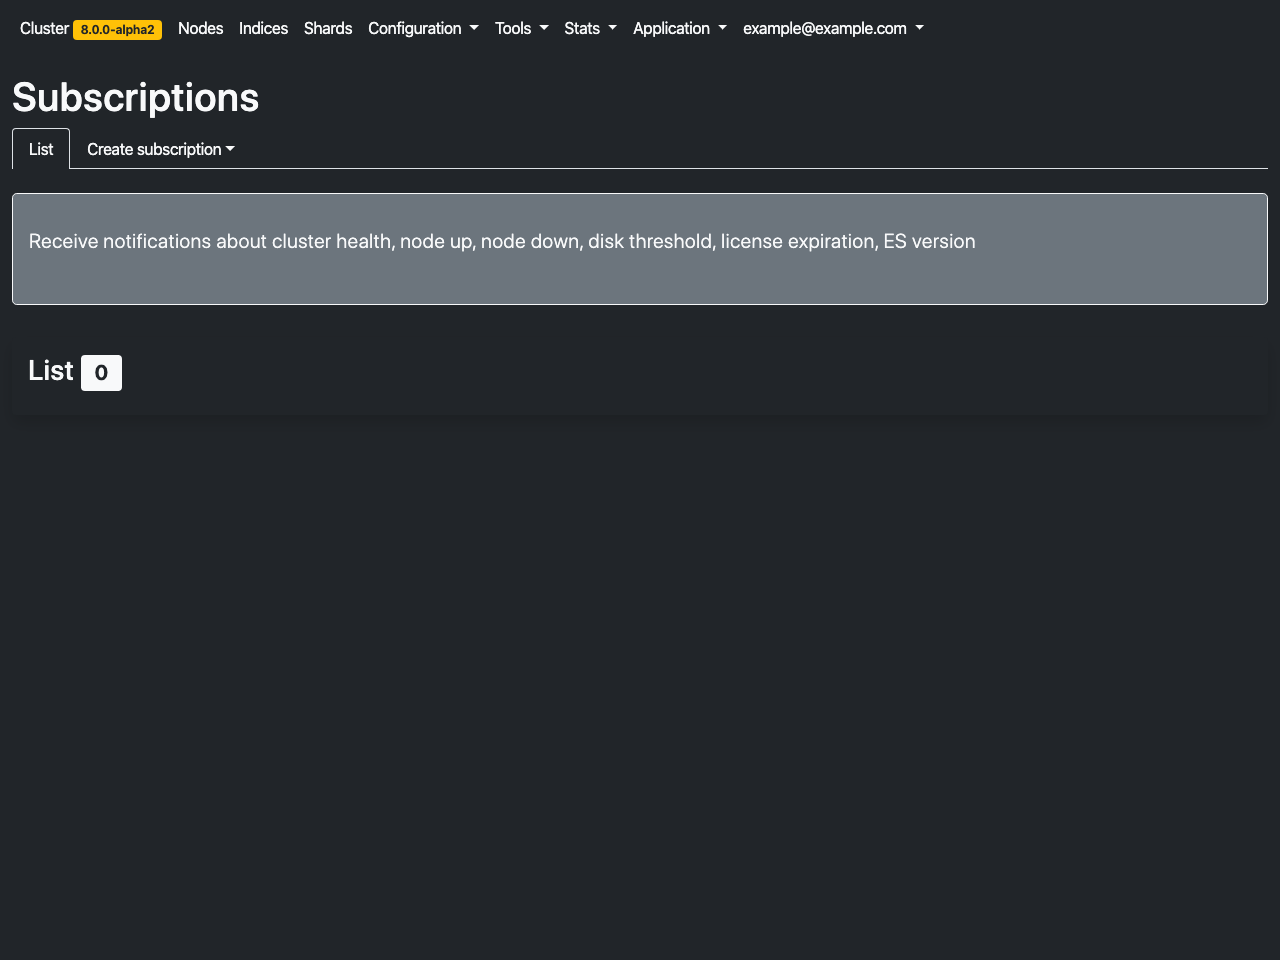 Cluster 8.0.0-alpha2 Nodes Indices Shards Configuration Tools Stats Application example@example.com
Subscriptions
List Create subscription
Receive notifications about cluster health, node up, node down, disk threshold, license expiration, ES version
List 0